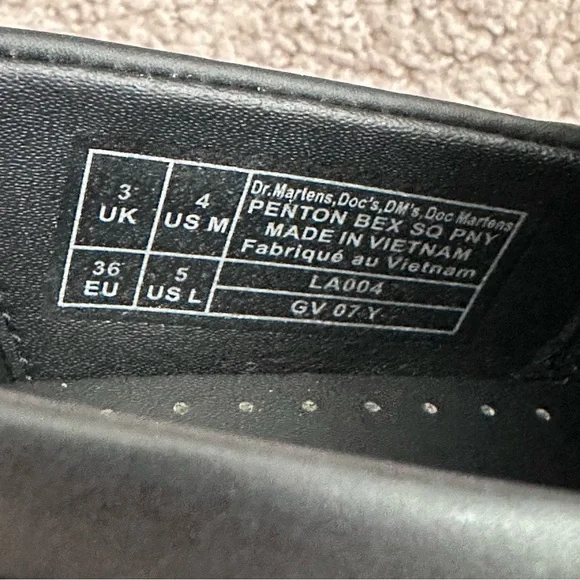 3
UK
4
US M
36
EU
5
US L
Dr.Martens,Doc's,DM's,Doc Martens
PENTON BEX SQ PNY
MADE IN VIETNAM
Fabriqué au Vietnam
LA004
GV 07 Y